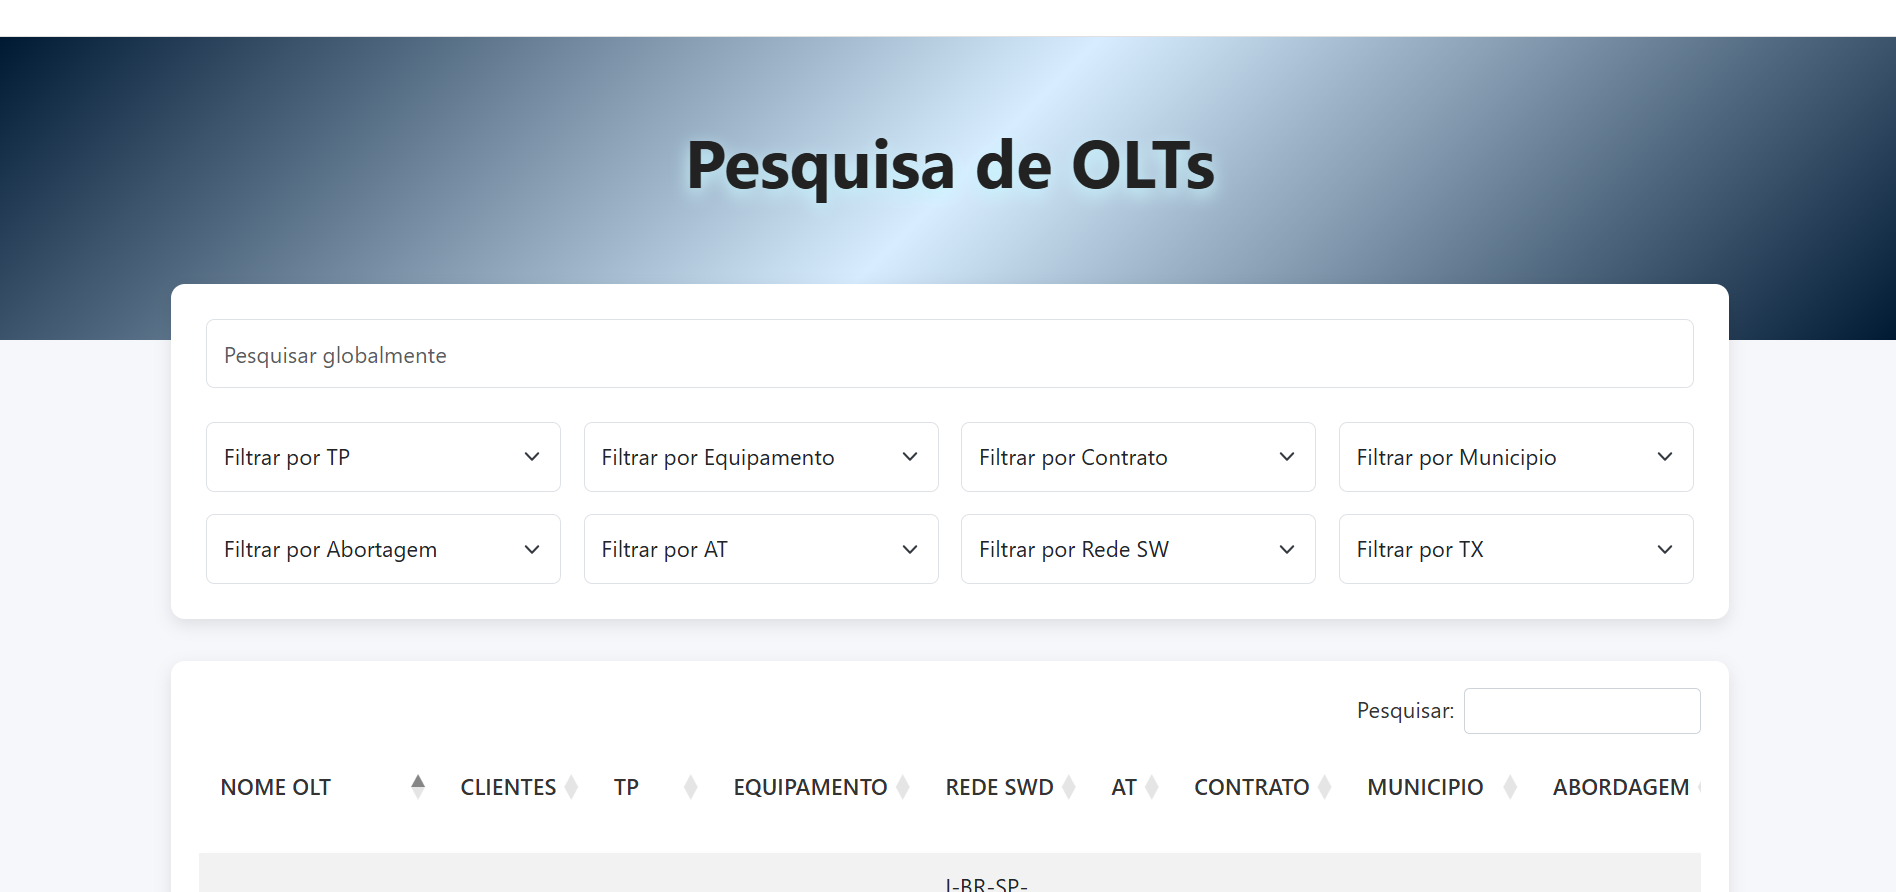 Pesquisa de OLTs
Pesquisar globalmente
Filtrar por TP Filtrar por Equipamento Filtrar por Contrato Filtrar por Municipio
Filtrar por Abortagem Filtrar por AT Filtrar por Rede SW Filtrar por TX
Pesquisar:
NOME OLT CLIENTES TP EQUIPAMENTO REDE SWD AT CONTRATO MUNICIPIO ABORDAGEM